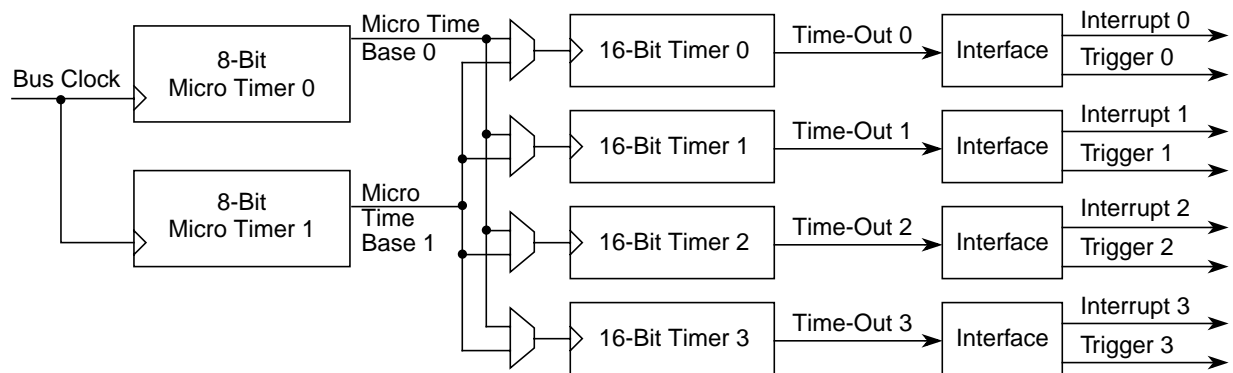 Bus Clock
8-Bit
Micro Timer 0
Micro Time
Base 0
16-Bit Timer 0
Time-Out 0
Interface
Interrupt 0
Trigger 0
16-Bit Timer 1
Time-Out 1
Interface
Interrupt 1
Trigger 1
8-Bit
Micro Timer 1
Micro
Time
Base 1
16-Bit Timer 2
Time-Out 2
Interface
Interrupt 2
Trigger 2
16-Bit Timer 3
Time-Out 3
Interface
Interrupt 3
Trigger 3